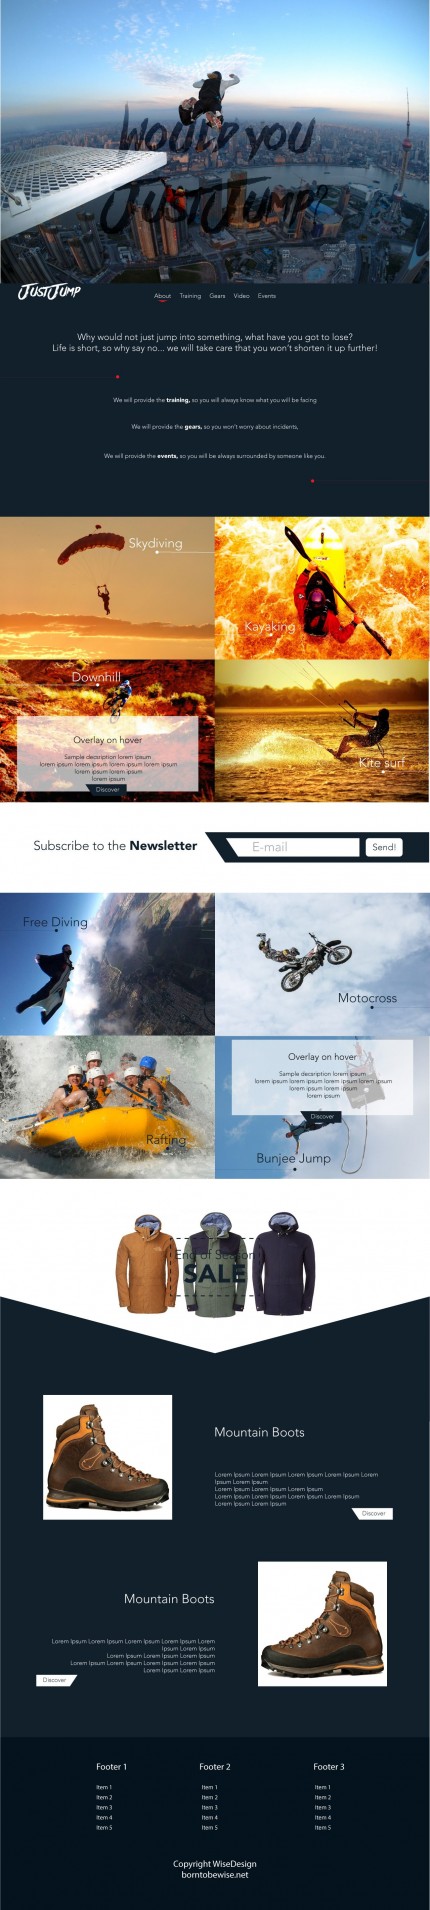 Would you
JustJump?
JustJump
About Training Gears Video Events
Why would not just jump into something, what have you got to lose?
Life is short, so why say no... we will take care that you won't shorten it up further!
We will provide the training, so you will always know what you will be facing
We will provide the gears, so you won't worry about incidents,
We will provide the events, so you will be always surrounded by someone like you.
Skydiving
Kayaking
Downhill
Overlay on hover
Sample decsription lorem ipsum
lorem ipsum lorem ipsum lorem ipsum lorem ipsum
lorem ipsum lorem ipsum
lorem ipsum
Discover
Kite surf
Subscribe to the Newsletter
E-mail
Send!
Free Diving
Motocross
Rafting
Overlay on hover
Sample decsription lorem ipsum
lorem ipsum lorem ipsum lorem ipsum lorem ipsum
lorem ipsum lorem ipsum
lorem ipsum
Discover
Bunjee Jump
End of Season
SALE
Mountain Boots
Lorem Ipsum Lorem Ipsum Lorem Ipsum Lorem Ipsum Lorem
Ipsum Lorem Ipsum
Lorem Ipsum Lorem Ipsum Lorem Ipsum
Lorem Ipsum Lorem Ipsum Lorem Ipsum Lorem Ipsum
Lorem Ipsum Lorem Ipsum
Discover
Mountain Boots
Lorem Ipsum Lorem Ipsum Lorem Ipsum Lorem Ipsum Lorem
Ipsum Lorem Ipsum
Lorem Ipsum Lorem Ipsum Lorem Ipsum
Lorem Ipsum Lorem Ipsum Lorem Ipsum Lorem Ipsum
Lorem Ipsum Lorem Ipsum
Discover
Footer 1
Item 1
Item 2
Item 3
Item 4
Item 5
Footer 2
Item 1
Item 2
Item 3
Item 4
Item 5
Footer 3
Item 1
Item 2
Item 3
Item 4
Item 5
Copyright WiseDesign
borntobewise.net